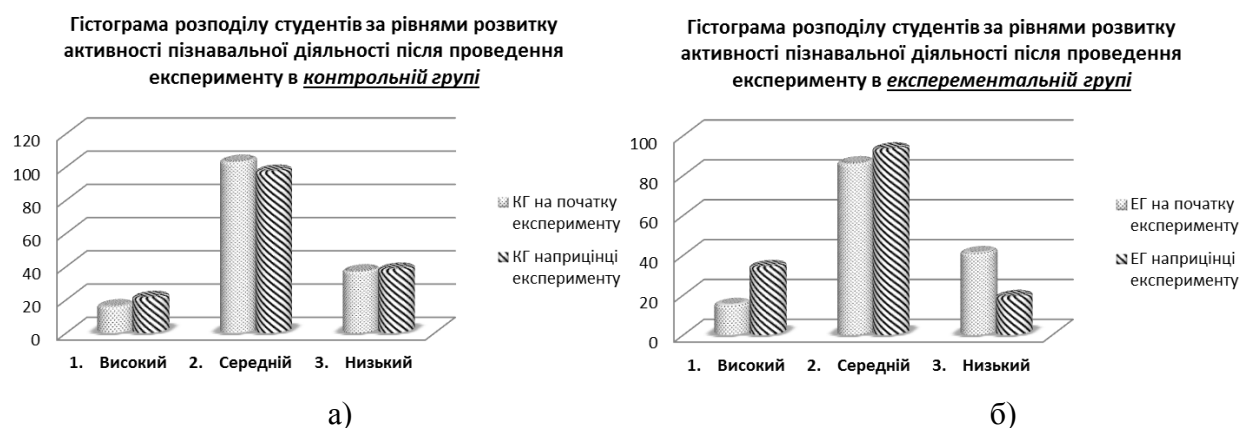 Гістограма розподілу студентів за рівнями розвитку
активності пізнавальної діяльності після проведення
експерименту в контрольній групі
120
100
80
60
40
20
0
1. Високий 2. Середній 3. Низький
КГ на початку
експерименту
КГ наприцінці
експерименту
а)
Гістограма розподілу студентів за рівнями розвитку
активності пізнавальної діяльності після проведення
експерименту в експерементальній групі
100
80
60
40
20
0
1. Високий 2. Середній 3. Низький
ЕГ на початку
експерименту
ЕГ наприцінці
експерименту
б)